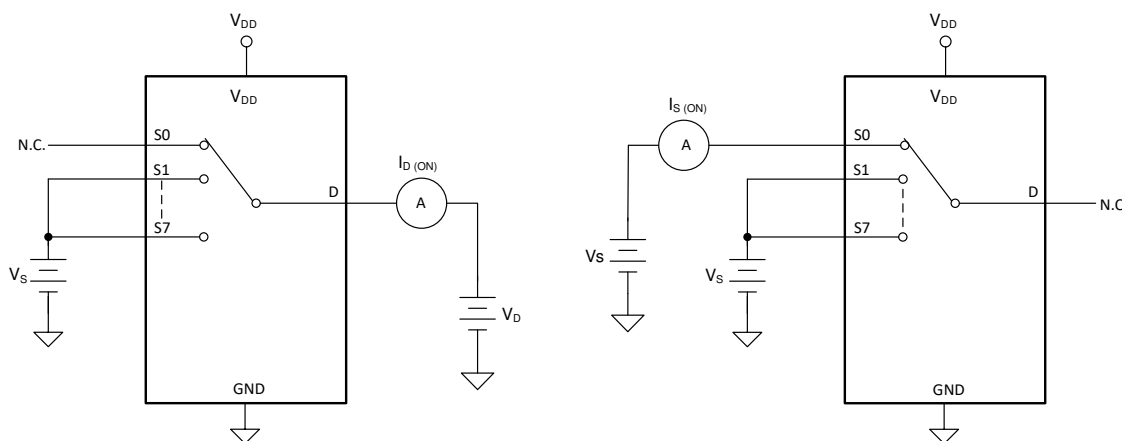 VDD
VDD
N.C.
S0
S1
S7
VS
D
ID (ON)
A
VD
GND
VDD
VDD
IS (ON)
A
S0
S1
S7
Vs
VS
D
N.C.
GND